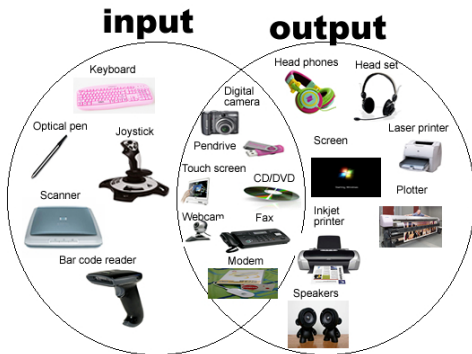 input
output
Keyboard
Optical pen
Joystick
Scanner
Bar code reader
Digital
camera
Pendrive
Touch screen
CD/DVD
Webcam
Fax
Modem
Head phones
Head set
Laser printer
Screen
Plotter
Inkjet
printer
Speakers